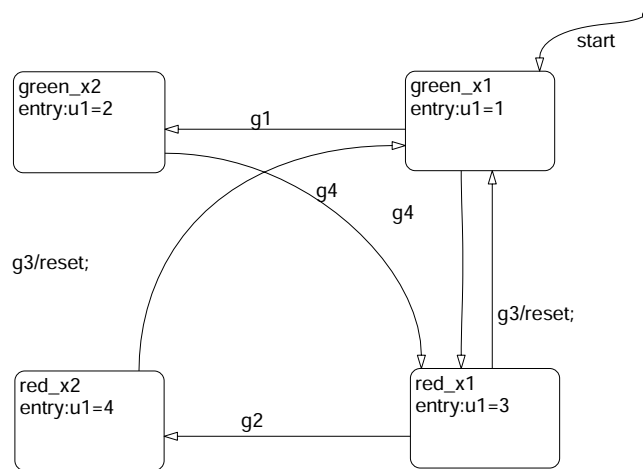 start
green_x2
entry:u1=2
green_x1
entry:u1=1
g1
g4
g4
g3/reset;
g3/reset;
red_x2
entry:u1=4
red_x1
entry:u1=3
g2